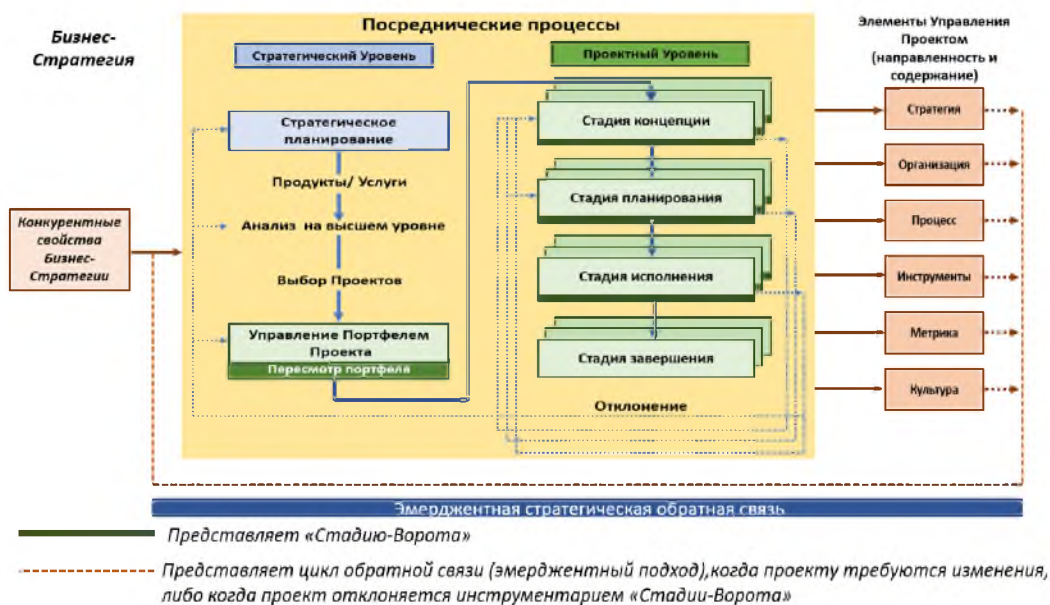 Бизнес-
Стратегия
Посреднические процессы
Элементы Управления
Проектом
(направленность и
содержание)
Стратегический Уровень
Проектный Уровень
Стратегическое
планирование
Продукты/ Услуги
Анализ на высшем уровне
Выбор Проектов
Управление Портфелем
Проекта
Пересмотр портфеля
Конкурентные
свойства
Бизнес-
Стратегии
Стадия концепции
Стадия планирования
Стадия исполнения
Стадия завершения
Отклонение
Стратегия
Организация
Процесс
Инструменты
Метрика
Культура
Эмерджентная стратегическая обратная связь
Представляет «Стадию-Ворота»
Представляет цикл обратной связи (эмерджентный подход),когда проекту требуются изменения,
либо когда проект отклоняется инструментарием «Стадии-Ворота»